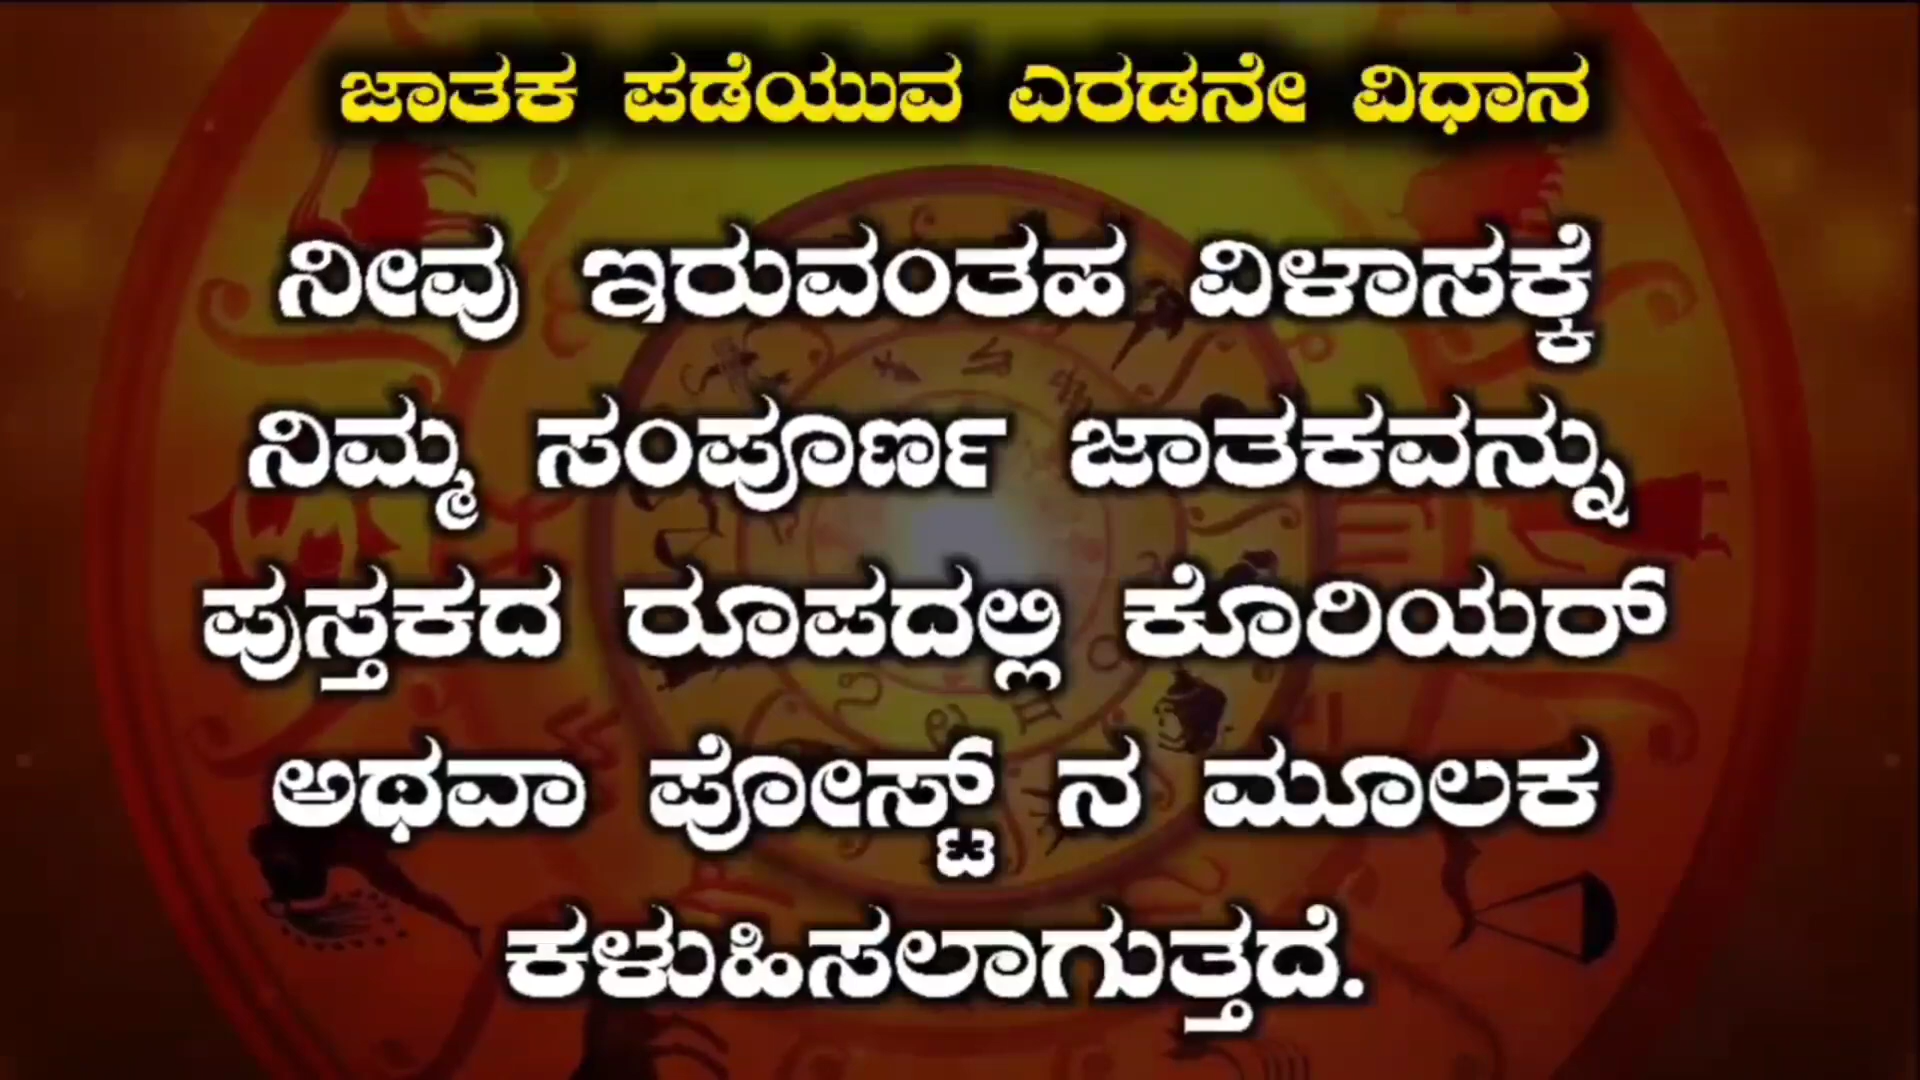 ಜಾತಕ ಪಡೆಯುವ ಎರಡನೇ ವಿಧಾನ
ನೀವು ಇರುವಂತಹ ವಿಳಾಸಕ್ಕೆ
ನಿಮ್ಮ ಸಂಪೂರ್ಣ ಜಾತಕವನ್ನು
ಪುಸ್ತಕದ ರೂಪದಲ್ಲಿ ಕೊರಿಯರ್
ಅಥವಾ ಪೋಸ್ಟ್ ನ ಮೂಲಕ
ಕಳುಹಿಸಲಾಗುತ್ತದೆ.